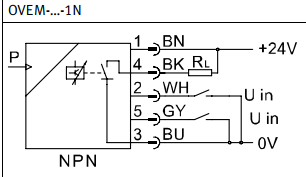 OVEM-...-1N
1 BN
+24V
P
4 BK RL
2 WH
U in
5 GY
U in
3 BU
0V
NPN